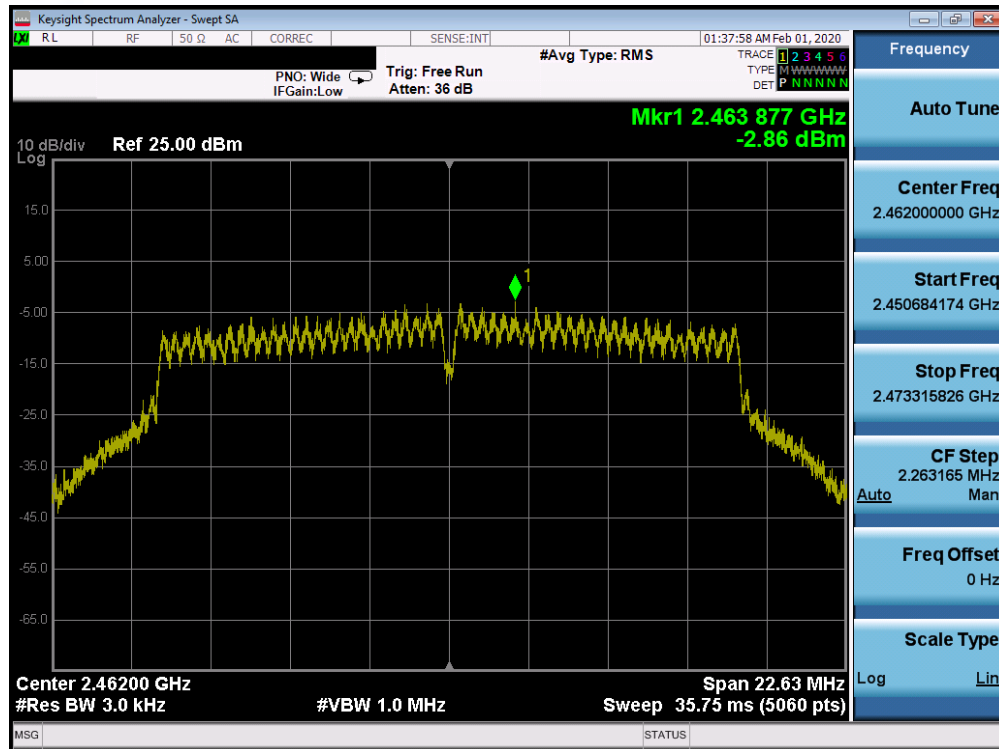 Keysight Spectrum Analyzer - Swept SA
LXI RL RF 50 Ω AC CORREC SENSE:INT 01:37:58 AM Feb 01, 2020
#Avg Type: RMS
TRACE 1 2 3 4 5 6
TYPE M WWWWW
DET P N N N N N
PNO: Wide
IFGain:Low
Trig: Free Run
Atten: 36 dB
Mkr1 2.463 877 GHz
-2.86 dBm
10 dB/div Ref 25.00 dBm
Log
15.0
5.00
-5.00
-15.0
-25.0
-35.0
-45.0
-55.0
-65.0
1
Center 2.46200 GHz Span 22.63 MHz
#Res BW 3.0 kHz #VBW 1.0 MHz Sweep 35.75 ms (5060 pts)
MSG STATUS
Frequency
Auto Tune
Center Freq
2.462000000 GHz
Start Freq
2.450684174 GHz
Stop Freq
2.473315826 GHz
CF Step
2.263165 MHz
Auto Man
Freq Offset
0 Hz
Scale Type
Log Lin